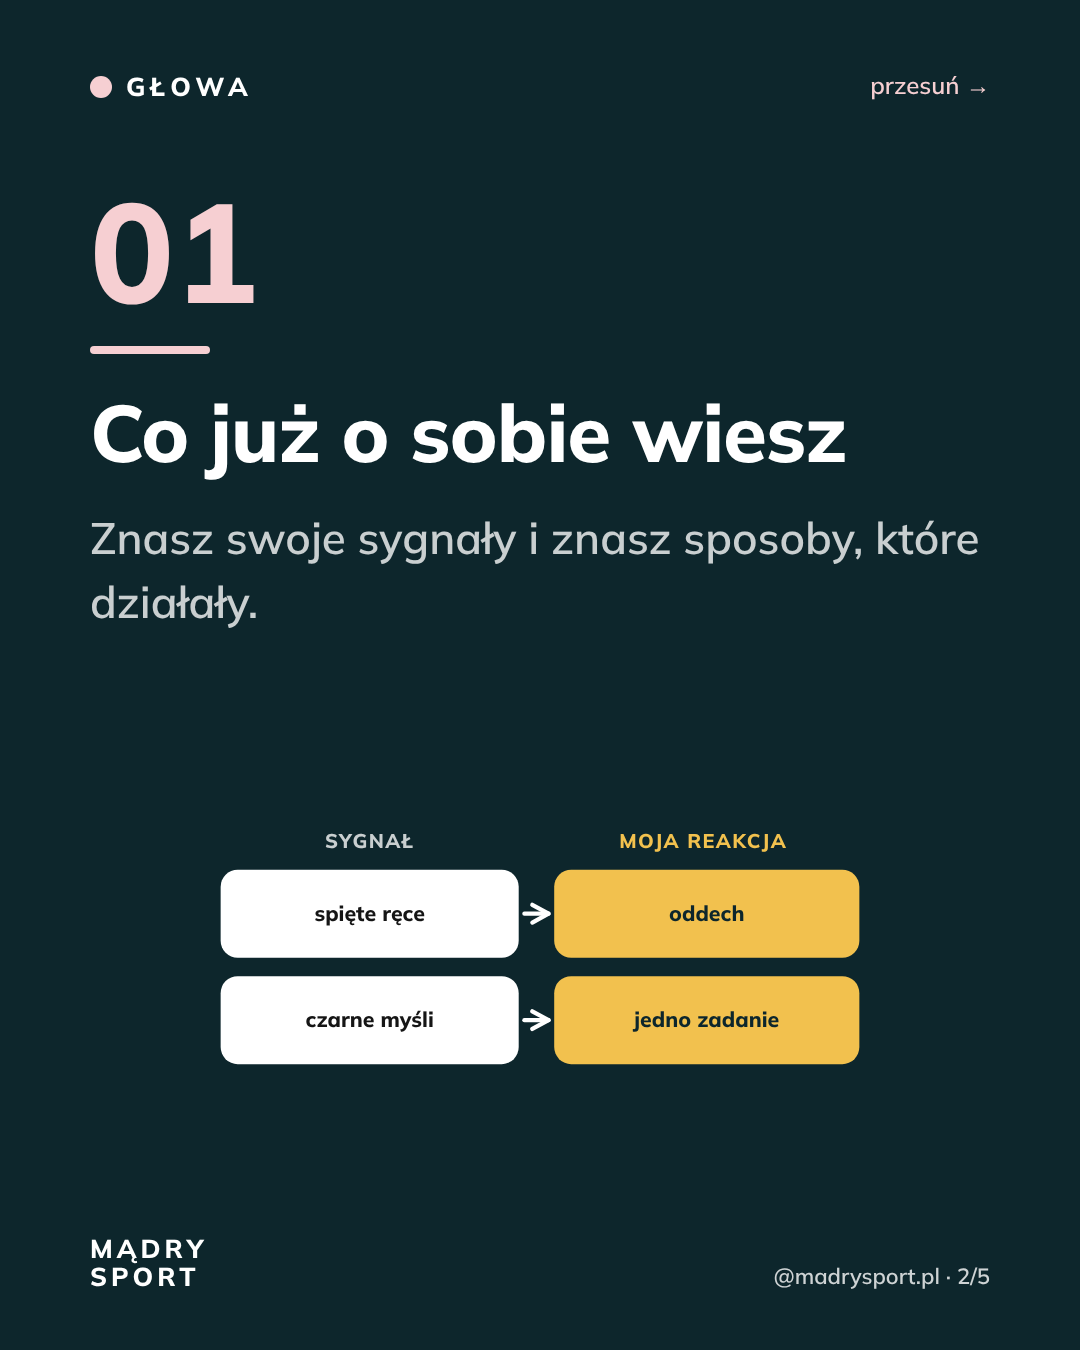 GŁOWA
przesuń →
01
Co już o sobie wiesz
Znasz swoje sygnały i znasz sposoby, które
działały.
SYGNAŁ
MOJA REAKCJA
spięte ręce
oddech
czarne myśli
jedno zadanie
MĄDRY
SPORT
@madrysport.pl · 2/5